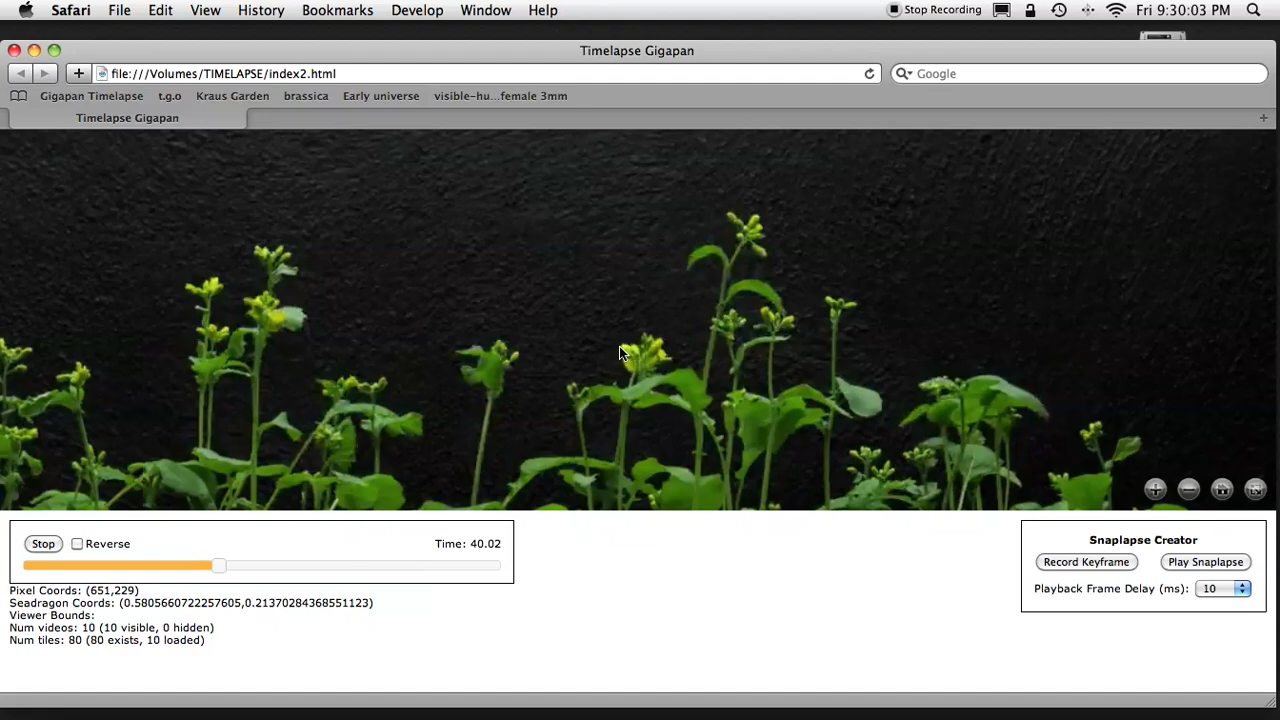 Safari File Edit View History Bookmarks Develop Window Help Stop Recording Fri 9:30:03 PM
Timelapse Gigapan
file:///Volumes/TIMELAPSE/index2.html Google
Gigapan Timelapse t.g.o Kraus Garden brassica Early universe visible-hu...female 3mm
Timelapse Gigapan
Stop Reverse Time: 40.02
Pixel Coords: (651,229)
Seadragon Coords: (0.5805660722257605,0.21370284368551123)
Viewer Bounds:
Num videos: 10 (10 visible, 0 hidden)
Num tiles: 80 (80 exists, 10 loaded)
Snaplapse Creator
Record Keyframe Play Snaplapse
Playback Frame Delay (ms): 10